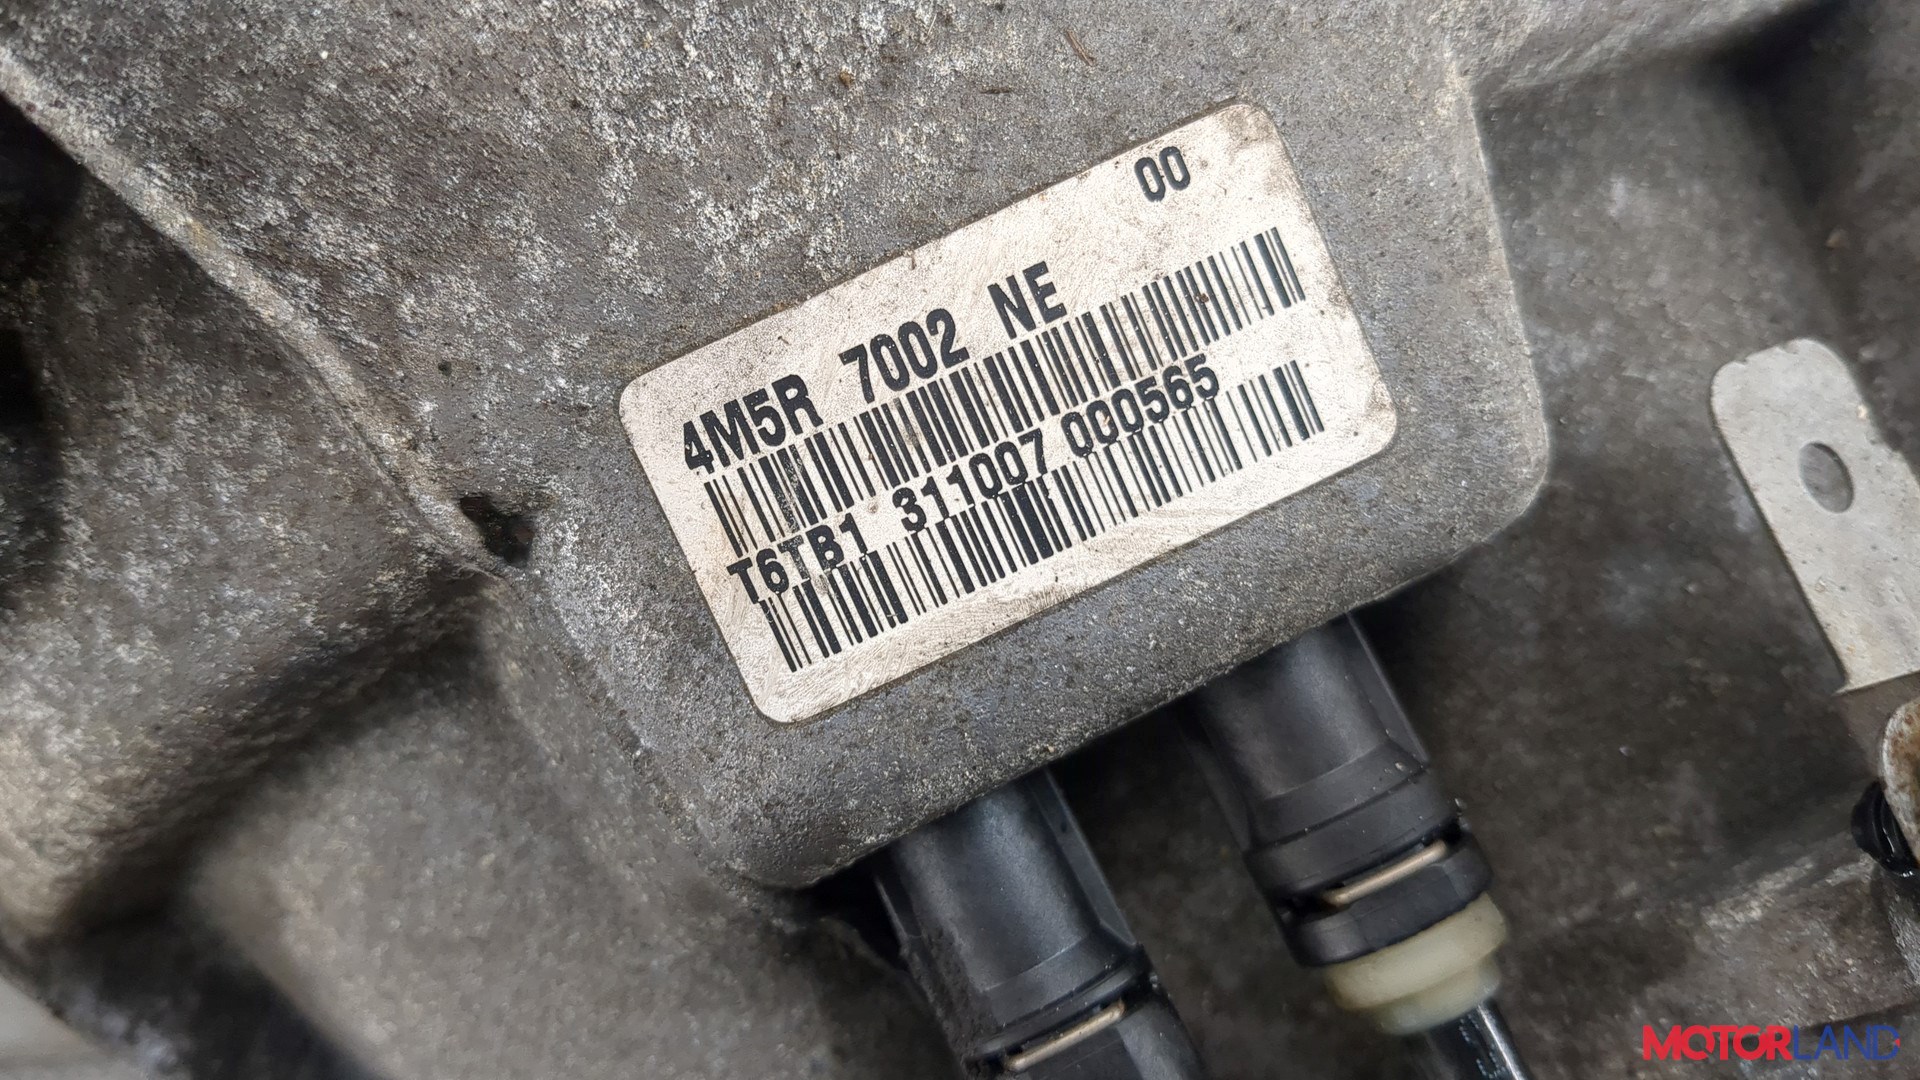 00
4M5R 7002 NE
T6TB1 311007 000565
MOTORLAND